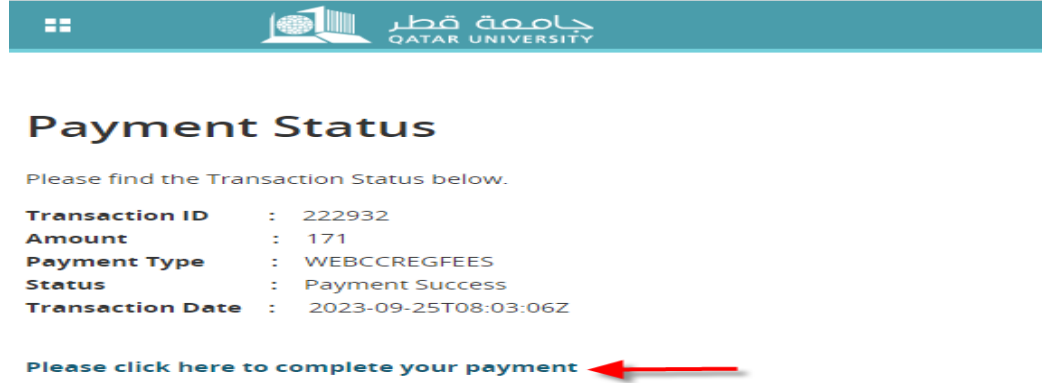 جامعة قطر
QATAR UNIVERSITY
Payment Status
Please find the Transaction Status below.
Transaction ID : 222932
Amount : 171
Payment Type : WEBCCREGFEES
Status : Payment Success
Transaction Date : 2023-09-25T08:03:06Z
Please click here to complete your payment